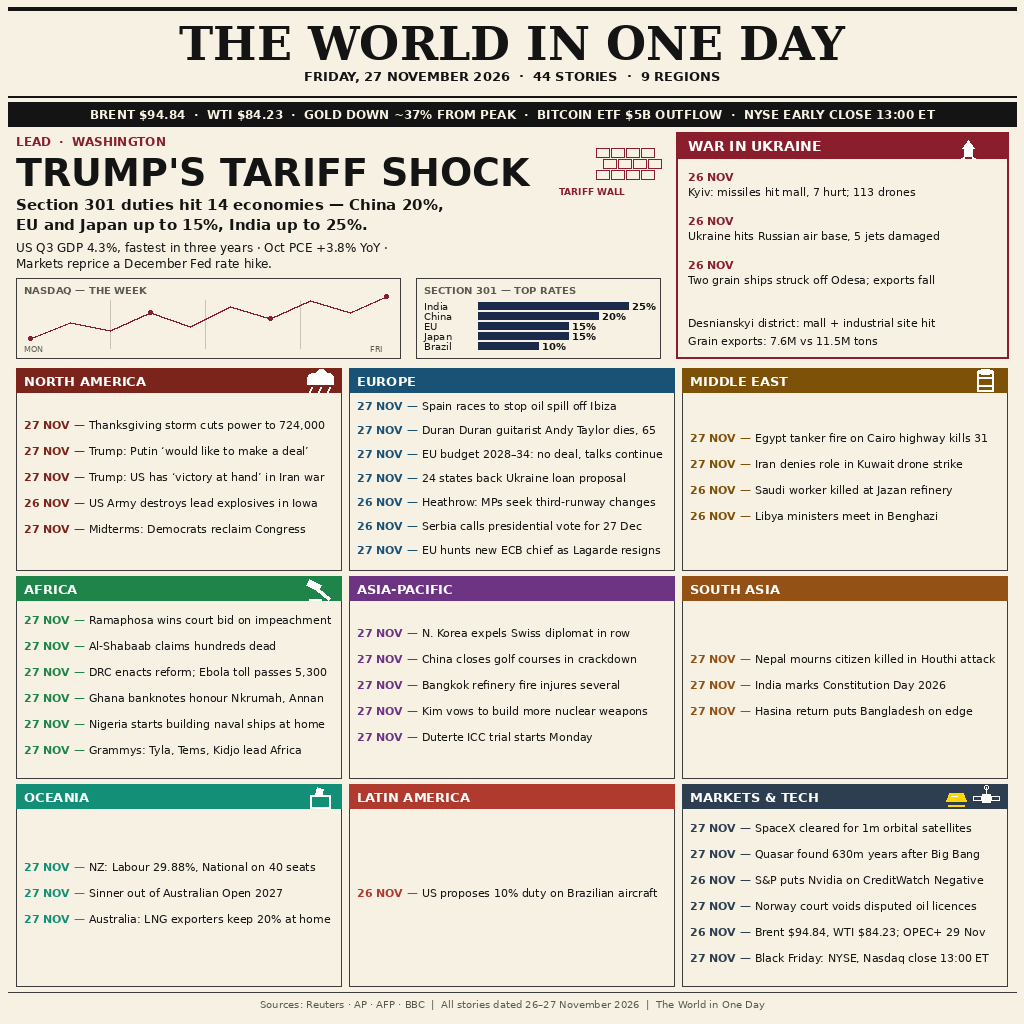 THE WORLD IN ONE DAY
FRIDAY, 27 NOVEMBER 2026 · 44 STORIES · 9 REGIONS
BRENT $94.84 · WTI $84.23 · GOLD DOWN ~37% FROM PEAK · BITCOIN ETF $5B OUTFLOW · NYSE EARLY CLOSE 13:00 ET
LEAD · WASHINGTON
TRUMP'S TARIFF SHOCK
TARIFF WALL
Section 301 duties hit 14 economies — China 20%,
EU and Japan up to 15%, India up to 25%.
US Q3 GDP 4.3%, fastest in three years · Oct PCE +3.8% YoY ·
Markets reprice a December Fed rate hike.
NASDAQ — THE WEEK
MON
FRI
SECTION 301 — TOP RATES
India 25%
China 20%
EU 15%
Japan 15%
Brazil 10%
WAR IN UKRAINE
26 NOV
Kyiv: missiles hit mall, 7 hurt; 113 drones
26 NOV
Ukraine hits Russian air base, 5 jets damaged
26 NOV
Two grain ships struck off Odesa; exports fall
Desnianskyi district: mall + industrial site hit
Grain exports: 7.6M vs 11.5M tons
NORTH AMERICA
27 NOV — Thanksgiving storm cuts power to 724,000
27 NOV — Trump: Putin ‘would like to make a deal’
27 NOV — Trump: US has ‘victory at hand’ in Iran war
26 NOV — US Army destroys lead explosives in Iowa
27 NOV — Midterms: Democrats reclaim Congress
EUROPE
27 NOV — Spain races to stop oil spill off Ibiza
27 NOV — Duran Duran guitarist Andy Taylor dies, 65
27 NOV — EU budget 2028–34: no deal, talks continue
27 NOV — 24 states back Ukraine loan proposal
26 NOV — Heathrow: MPs seek third-runway changes
26 NOV — Serbia calls presidential vote for 27 Dec
27 NOV — EU hunts new ECB chief as Lagarde resigns
MIDDLE EAST
27 NOV — Egypt tanker fire on Cairo highway kills 31
27 NOV — Iran denies role in Kuwait drone strike
26 NOV — Saudi worker killed at Jazan refinery
26 NOV — Libya ministers meet in Benghazi
AFRICA
27 NOV — Ramaphosa wins court bid on impeachment
27 NOV — Al-Shabaab claims hundreds dead
27 NOV — DRC enacts reform; Ebola toll passes 5,300
27 NOV — Ghana banknotes honour Nkrumah, Annan
27 NOV — Nigeria starts building naval ships at home
27 NOV — Grammys: Tyla, Tems, Kidjo lead Africa
ASIA-PACIFIC
27 NOV — N. Korea expels Swiss diplomat in row
27 NOV — China closes golf courses in crackdown
27 NOV — Bangkok refinery fire injures several
27 NOV — Kim vows to build more nuclear weapons
27 NOV — Duterte ICC trial starts Monday
SOUTH ASIA
27 NOV — Nepal mourns citizen killed in Houthi attack
27 NOV — India marks Constitution Day 2026
27 NOV — Hasina return puts Bangladesh on edge
OCEANIA
27 NOV — NZ: Labour 29.88%, National on 40 seats
27 NOV — Sinner out of Australian Open 2027
27 NOV — Australia: LNG exporters keep 20% at home
LATIN AMERICA
26 NOV — US proposes 10% duty on Brazilian aircraft
MARKETS & TECH
27 NOV — SpaceX cleared for 1m orbital satellites
27 NOV — Quasar found 630m years after Big Bang
26 NOV — S&P puts Nvidia on CreditWatch Negative
27 NOV — Norway court voids disputed oil licences
26 NOV — Brent $94.84, WTI $84.23; OPEC+ 29 Nov
27 NOV — Black Friday: NYSE, Nasdaq close 13:00 ET
Sources: Reuters · AP · AFP · BBC | All stories dated 26–27 November 2026 | The World in One Day